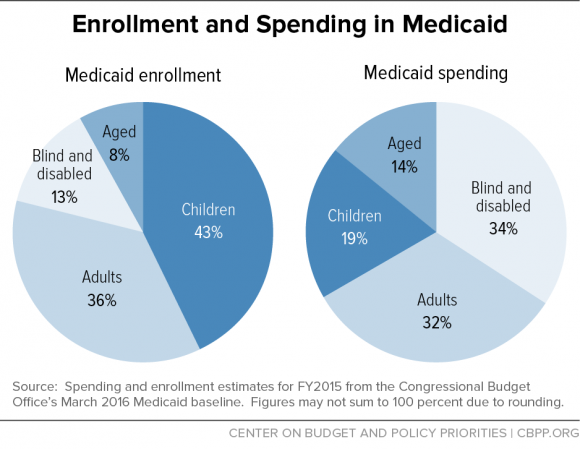 Enrollment and Spending in Medicaid
Medicaid enrollment
Aged
8%
Blind and
disabled
13%
Children
43%
Adults
36%
Medicaid spending
Aged
14%
Blind and
disabled
34%
Children
19%
Adults
32%
Source: Spending and enrollment estimates for FY2015 from the Congressional Budget
Office's March 2016 Medicaid baseline. Figures may not sum to 100 percent due to rounding.
CENTER ON BUDGET AND POLICY PRIORITIES | CBPP.ORG